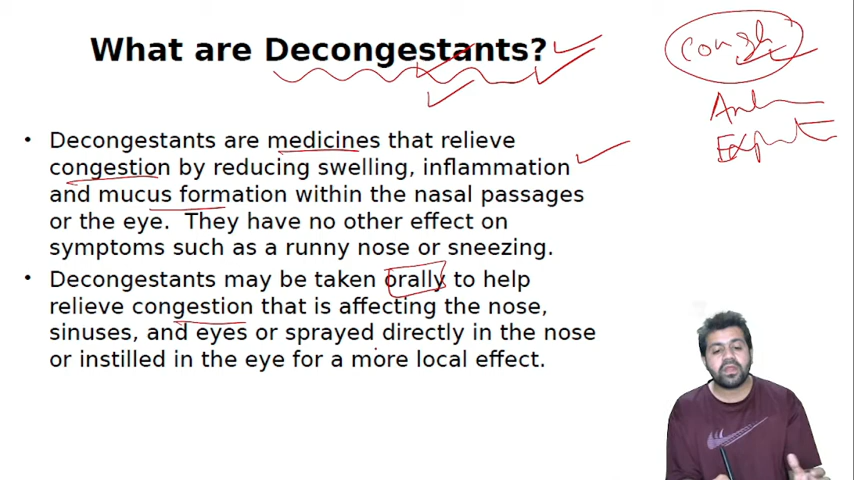 What are Decongestants?
Cough
• Decongestants are medicines that relieve
congestion by reducing swelling, inflammation
and mucus formation within the nasal passages
or the eye. They have no other effect on
symptoms such as a runny nose or sneezing.
• Decongestants may be taken orally to help
relieve congestion that is affecting the nose,
sinuses, and eyes or sprayed directly in the nose
or instilled in the eye for a more local effect.